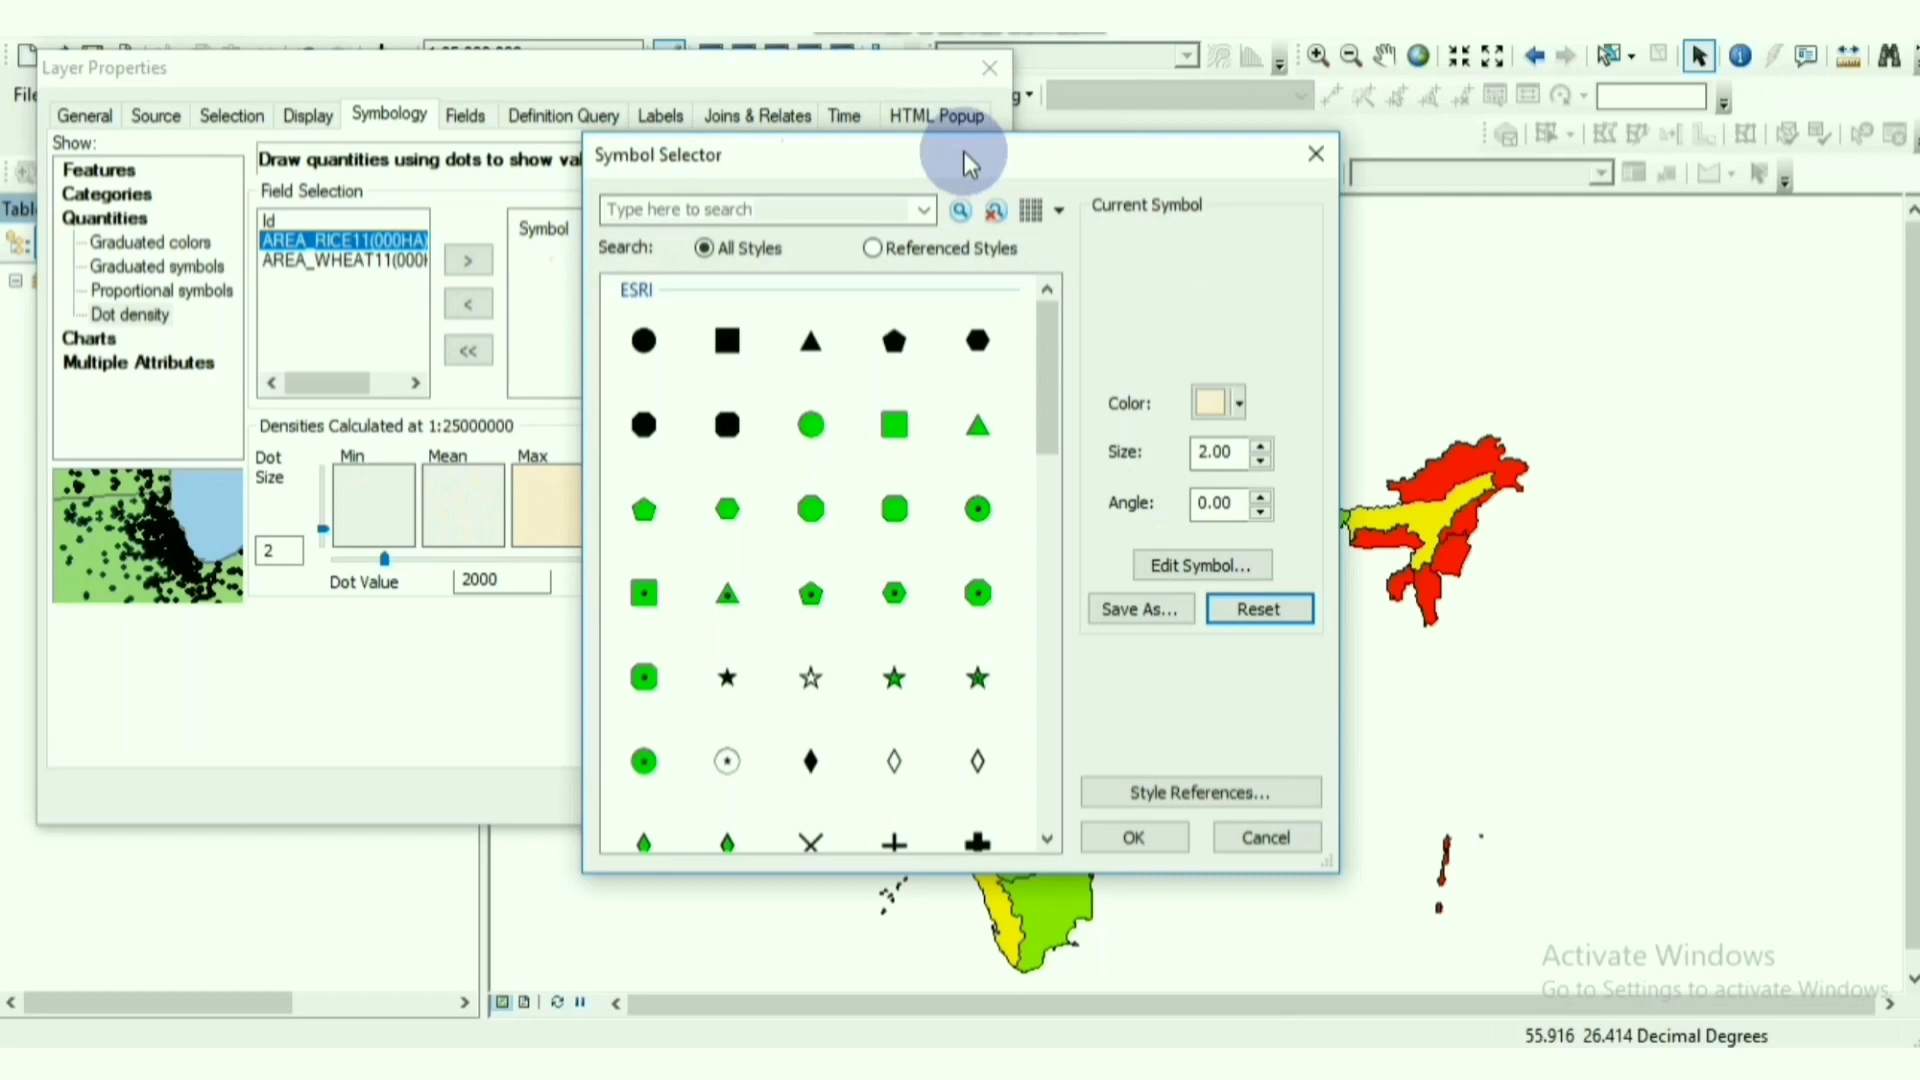 Layer Properties
File
General Source Selection Display Symbology Fields Definition Query Labels Joins & Relates Time HTML Popup
Show:
Features
Categories
Quantities
Graduated colors
Graduated symbols
Proportional symbols
Dot density
Charts
Multiple Attributes
Draw quantities using dots to show val
Field Selection
Id
AREA_RICE11(000HA)
AREA_WHEAT11(000H
>
<
<<
Symbol
Densities Calculated at 1:25000000
Dot
Size
Min Mean Max
2
Dot Value 2000
Symbol Selector
Type here to search
Search: All Styles Referenced Styles
ESRI
Current Symbol
Color:
Size: 2.00
Angle: 0.00
Edit Symbol...
Save As... Reset
Style References...
OK Cancel
Activate Windows
Go to Settings to activate Windows.
55.916 26.414 Decimal Degrees